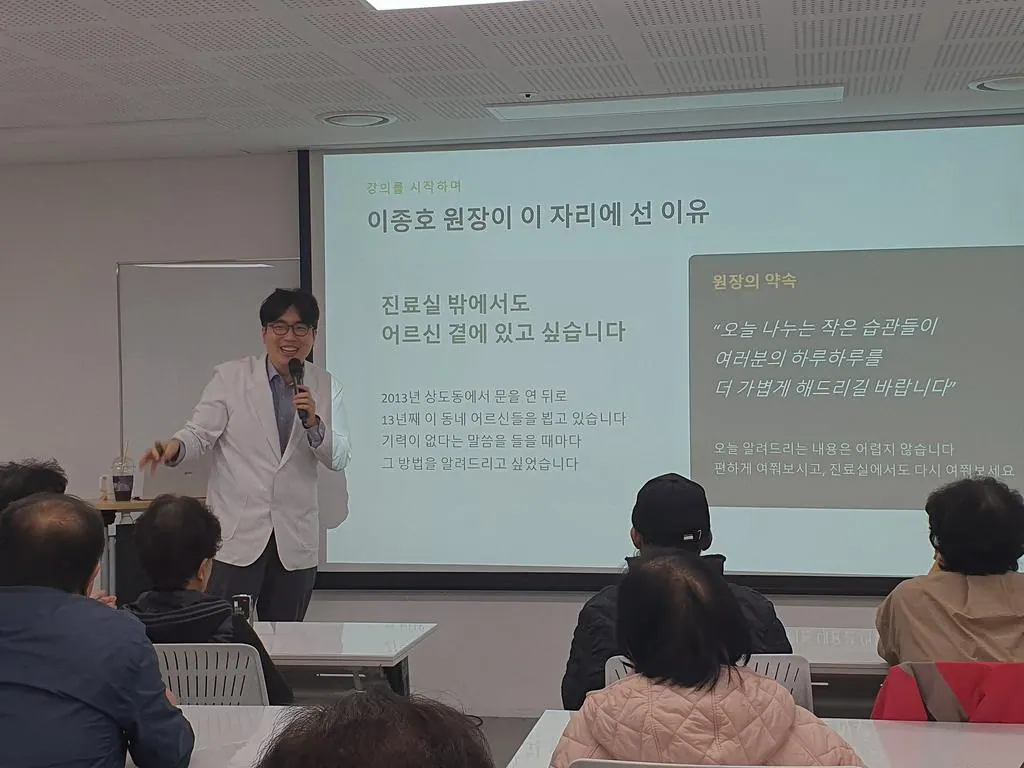 강의를 시작하며
이종호 원장이 이 자리에 선 이유
진료실 밖에서도
어르신 곁에 있고 싶습니다
2013년 상도동에서 문을 연 뒤로
13년째 이 동네 어르신들을 뵙고 있습니다
기력이 없다는 말씀을 들을 때마다
그 방법을 알려드리고 싶었습니다
원장의 약속
“오늘 나누는 작은 습관들이
여러분의 하루하루를
더 가볍게 해드리길 바랍니다”
오늘 알려드리는 내용은 어렵지 않습니다
편하게 여쭤보시고, 진료실에서도 다시 여쭤보세요